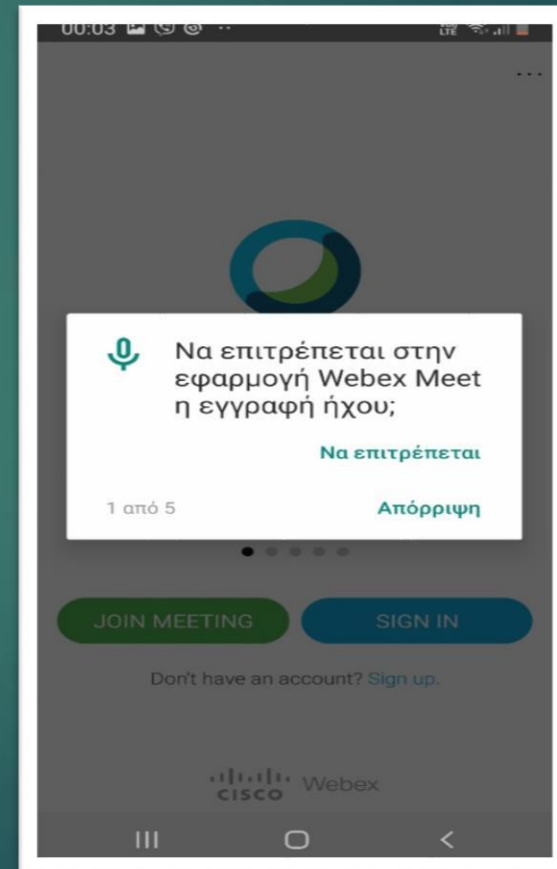 00:03
LTE
Να επιτρέπεται στην
εφαρμογή Webex Meet
η εγγραφή ήχου;
Να επιτρέπεται
1 από 5
Απόρριψη
JOIN MEETING
SIGN IN
Don't have an account? Sign up.
CISCO Webex